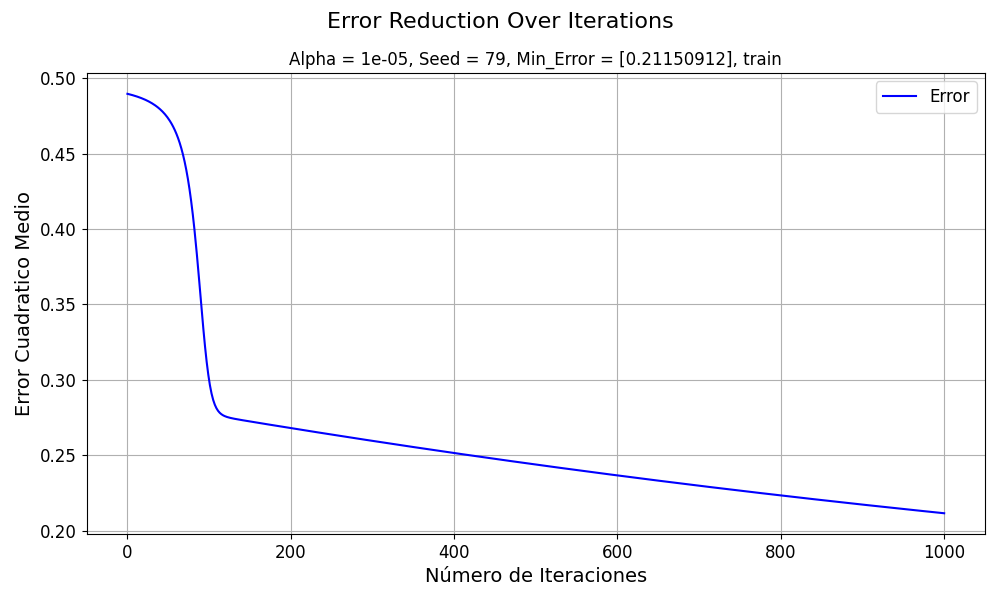 Error Reduction Over Iterations
Alpha = 1e-05, Seed = 79, Min_Error = [0.21150912], train
Error
Error Cuadratico Medio
0.50
0.45
0.40
0.35
0.30
0.25
0.20
0 200 400 600 800 1000
Número de Iteraciones